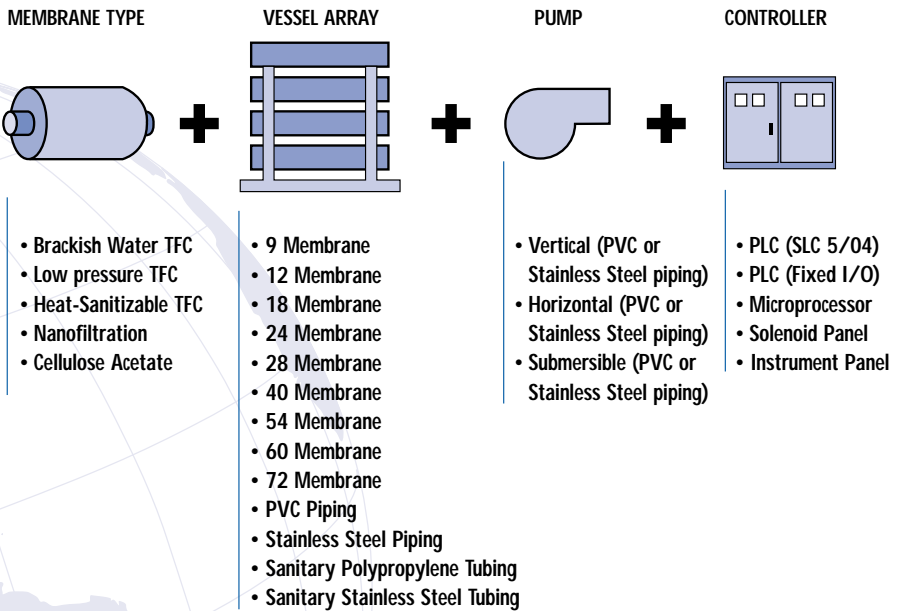 MEMBRANE TYPE
• Brackish Water TFC
• Low pressure TFC
• Heat-Sanitizable TFC
• Nanofiltration
• Cellulose Acetate
VESSEL ARRAY
• 9 Membrane
• 12 Membrane
• 18 Membrane
• 24 Membrane
• 28 Membrane
• 40 Membrane
• 54 Membrane
• 60 Membrane
• 72 Membrane
• PVC Piping
• Stainless Steel Piping
• Sanitary Polypropylene Tubing
• Sanitary Stainless Steel Tubing
PUMP
• Vertical (PVC or
Stainless Steel piping)
• Horizontal (PVC or
Stainless Steel piping)
• Submersible (PVC or
Stainless Steel piping)
CONTROLLER
• PLC (SLC 5/04)
• PLC (Fixed I/O)
• Microprocessor
• Solenoid Panel
• Instrument Panel